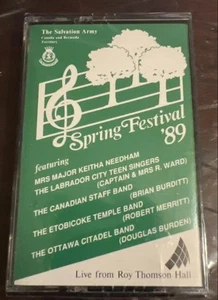 The Salvation Army
Canada and Bermuda
Territory
Spring Festival
'89
featuring
MRS MAJOR KEITHA NEEDHAM
THE LABRADOR CITY TEEN SINGERS
(CAPTAIN & MRS R. WARD)
THE CANADIAN STAFF BAND
(BRIAN BURDITT)
THE ETOBICOKE TEMPLE BAND
(ROBERT MERRITT)
THE OTTAWA CITADEL BAND
(DOUGLAS BURDEN)
Live from Roy Thomson Hall